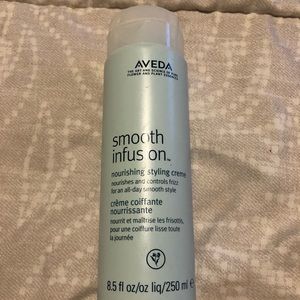 AVEDA
THE ART AND SCIENCE OF PURE
FLOWER AND PLANT ESSENCES
smooth
infusion™
nourishing styling creme
nourishes and controls frizz
for an all-day smooth style
crème coiffante
nourrissante
nourrit et maîtrise les frisottis,
pour une coiffure lisse toute
la journée
8.5 fl oz/oz liq/250 ml e